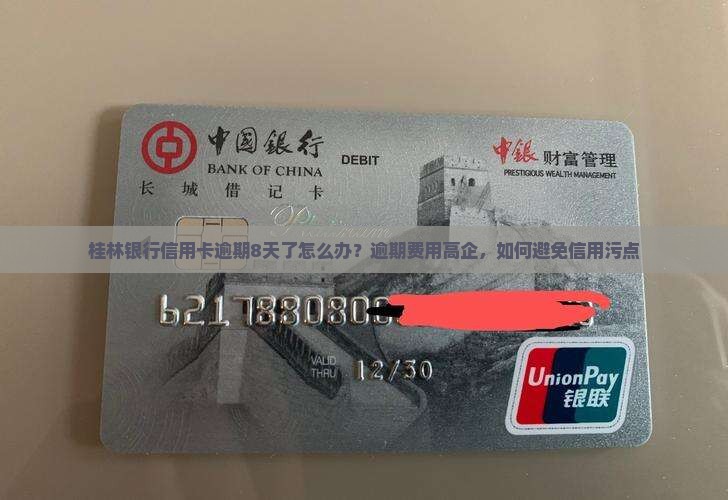 中国银行
BANK OF CHINA
DEBIT
长城借记卡
中銀 财富管理
PRESTIGIOUS WEALTH MANAGEMENT
桂林银行信用卡逾期8天了怎么办？逾期费用高企，如何避免信用污点
6217880800
VALID
THRU
12/30
UnionPay
银联